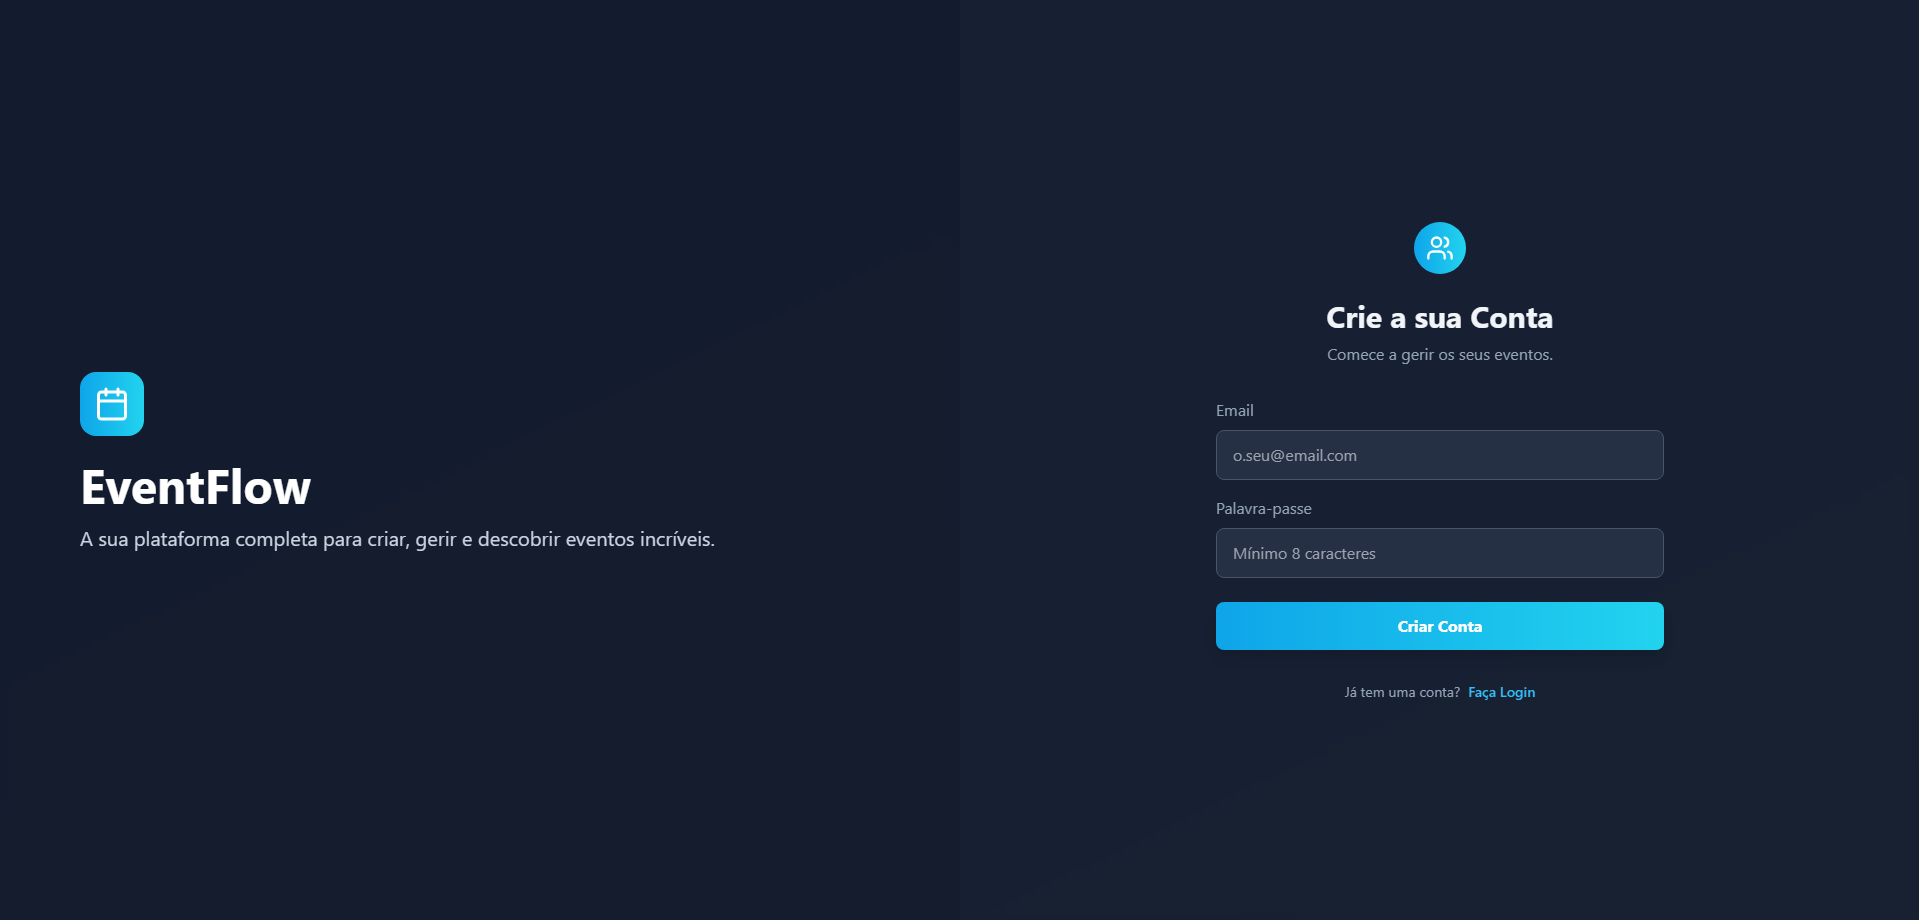 EventFlow
A sua plataforma completa para criar, gerir e descobrir eventos incríveis.
Crie a sua Conta
Comece a gerir os seus eventos.
Email
o.seu@email.com
Palavra-passe
Mínimo 8 caracteres
Criar Conta
Já tem uma conta? Faça Login